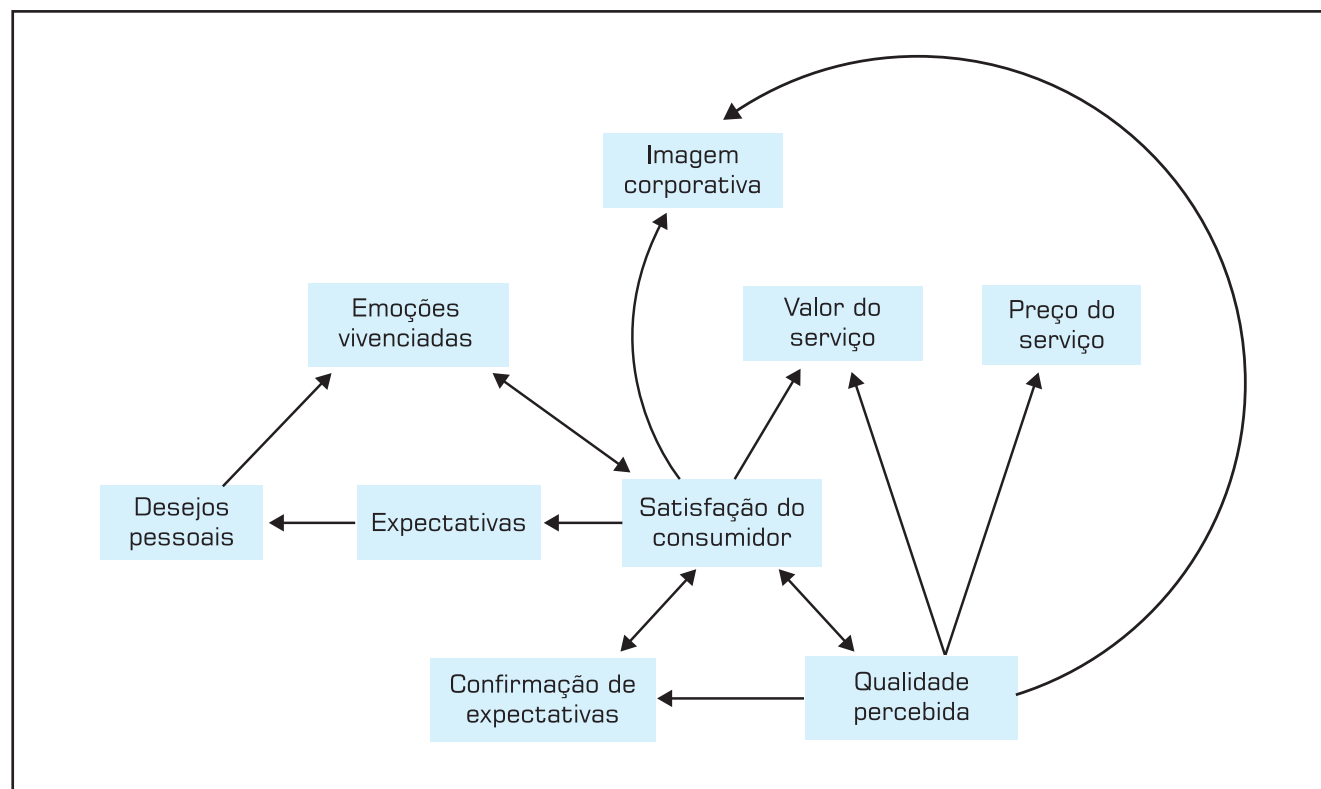 Imagem
corporativa
Emoções
vivenciadas
Valor do
serviço
Preço do
serviço
Desejos
pessoais
Expectativas
Satisfação do
consumidor
Confirmação de
expectativas
Qualidade
percebida